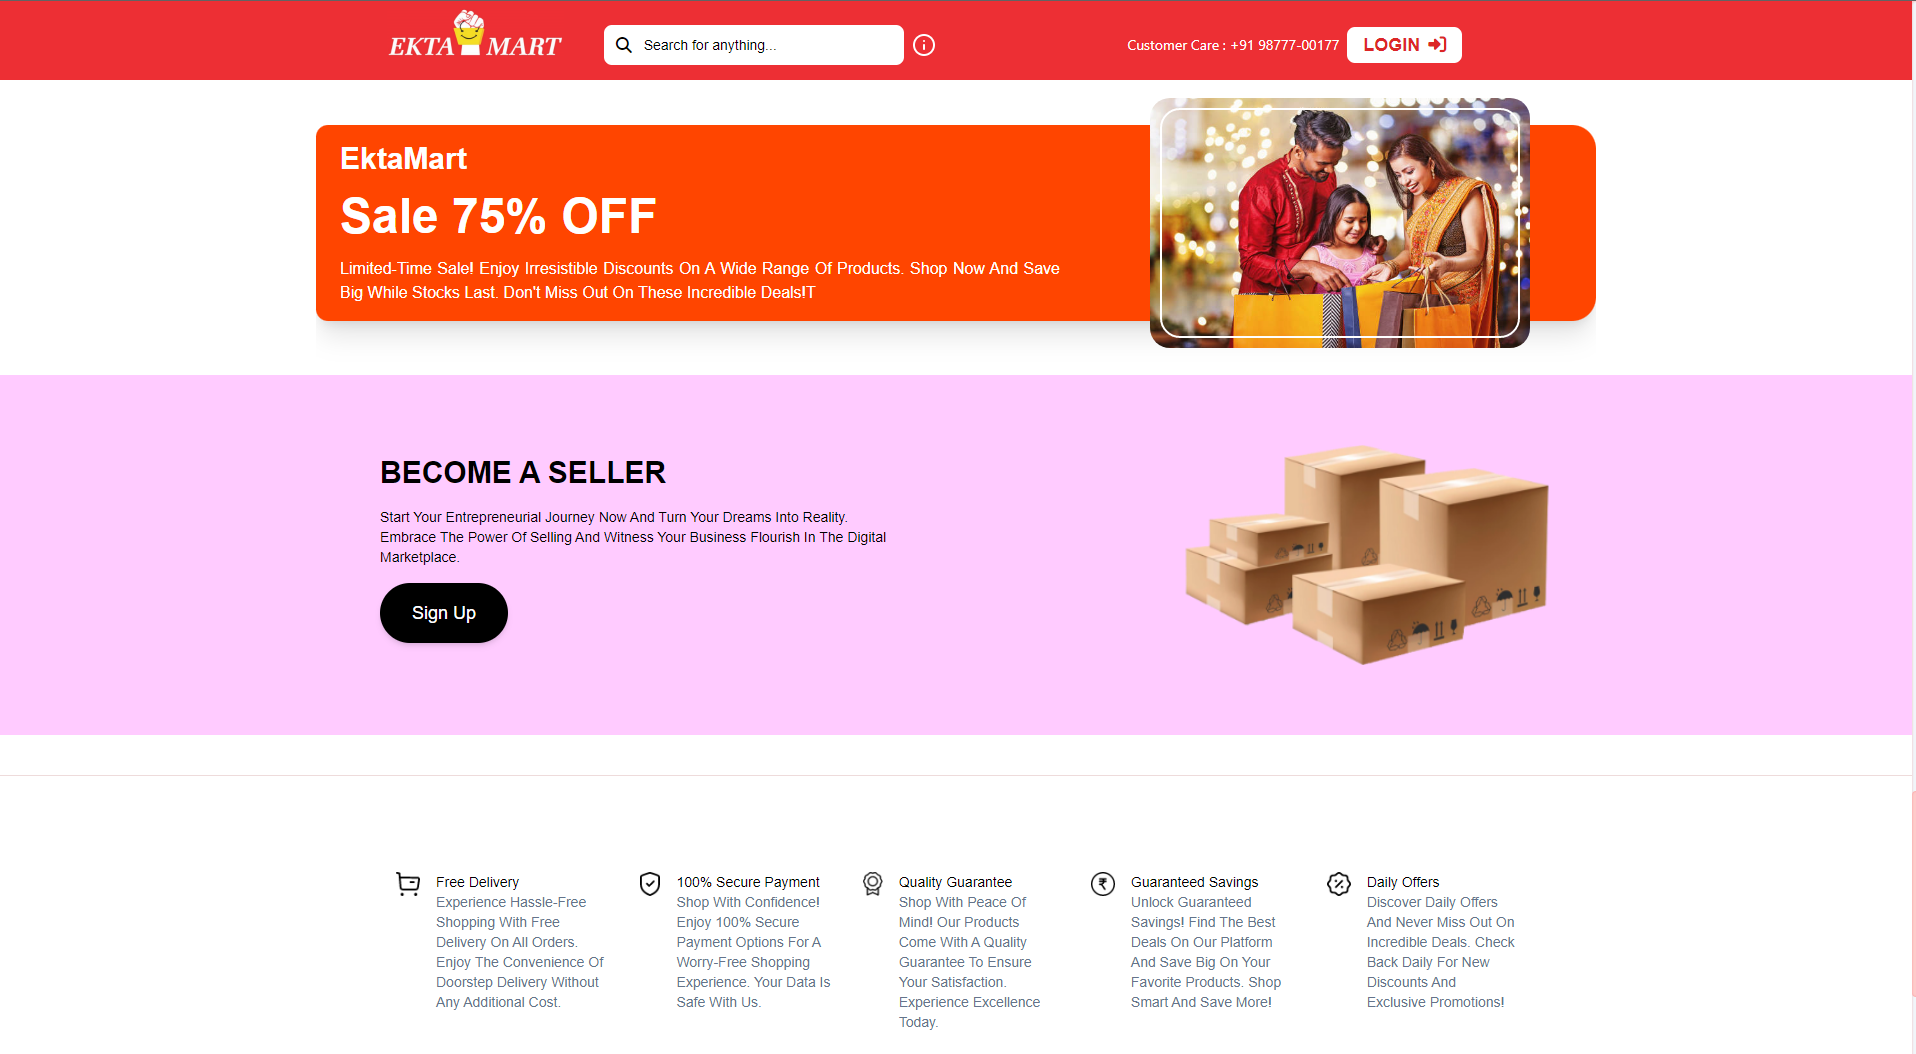 EKTA MART
Search for anything...
Customer Care : +91 98777-00177
LOGIN
EktaMart
Sale 75% OFF
Limited-Time Sale! Enjoy Irresistible Discounts On A Wide Range Of Products. Shop Now And Save
Big While Stocks Last. Don't Miss Out On These Incredible Deals!T
BECOME A SELLER
Start Your Entrepreneurial Journey Now And Turn Your Dreams Into Reality.
Embrace The Power Of Selling And Witness Your Business Flourish In The Digital
Marketplace.
Sign Up
Free Delivery
Experience Hassle-Free
Shopping With Free
Delivery On All Orders.
Enjoy The Convenience Of
Doorstep Delivery Without
Any Additional Cost.
100% Secure Payment
Shop With Confidence!
Enjoy 100% Secure
Payment Options For A
Worry-Free Shopping
Experience. Your Data Is
Safe With Us.
Quality Guarantee
Shop With Peace Of
Mind! Our Products
Come With A Quality
Guarantee To Ensure
Your Satisfaction.
Experience Excellence
Today.
Guaranteed Savings
Unlock Guaranteed
Savings! Find The Best
Deals On Our Platform
And Save Big On Your
Favorite Products. Shop
Smart And Save More!
Daily Offers
Discover Daily Offers
And Never Miss Out On
Incredible Deals. Check
Back Daily For New
Discounts And
Exclusive Promotions!